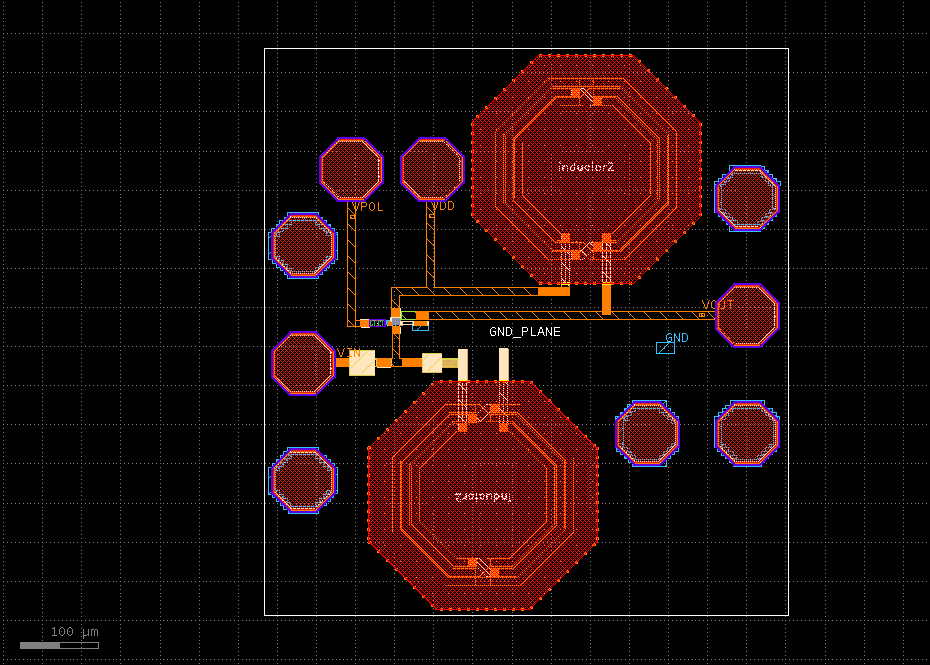 inductor2
VPOL
VDD
VOUT
GND_PLANE
GND
VIN
inductor2
100 µm